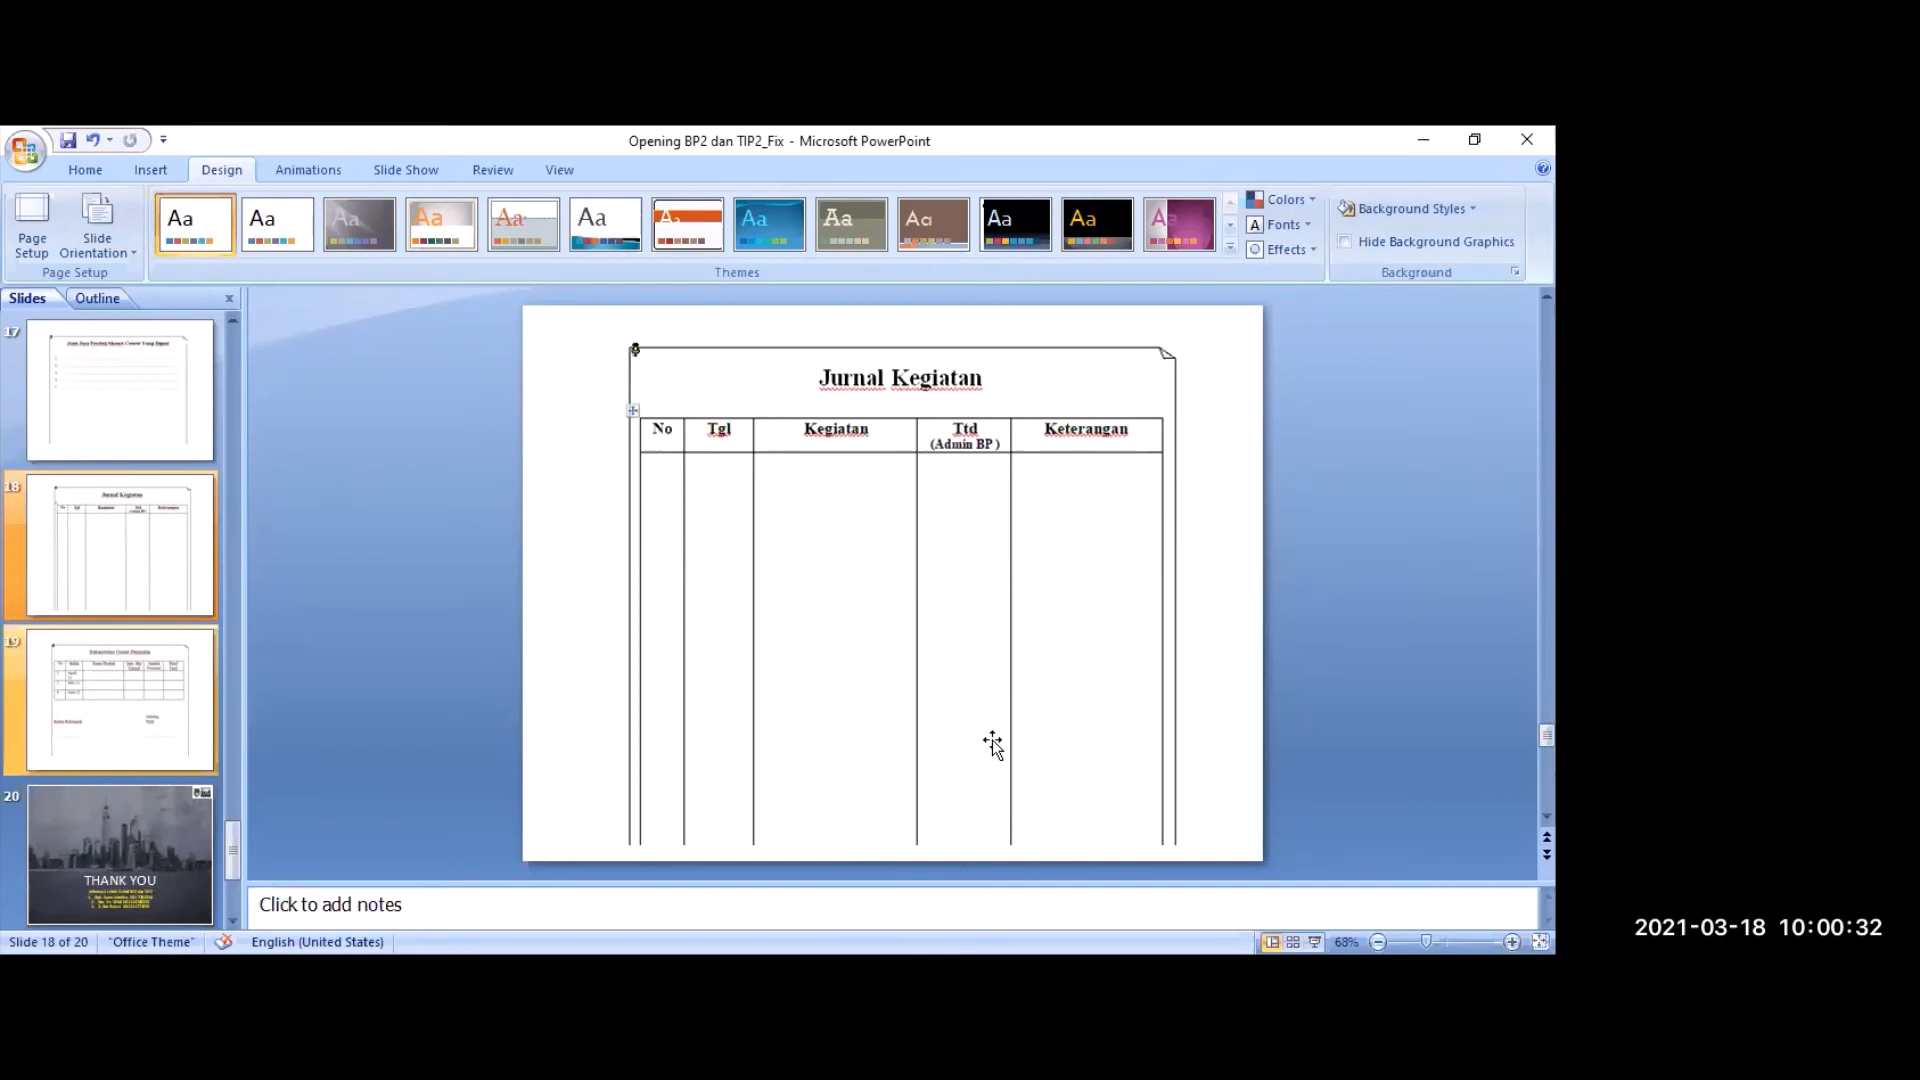 Opening BP2 dan TIP2_Fix - Microsoft PowerPoint
Home Insert Design Animations Slide Show Review View
Page Setup
Slide Orientation
Page Setup
Aa Aa Aa Aa Aa Aa Aa Aa Aa Aa Aa Aa Aa
Themes
Colors
Fonts
Effects
Background Styles
Hide Background Graphics
Background
Slides Outline
17
18
Jurnal Kegiatan
19
20
THANK YOU
Jurnal Kegiatan
No Tgl Kegiatan Ttd Keterangan
(Admin BP)
Click to add notes
Slide 18 of 20 "Office Theme" English (United States) 68%
2021-03-18 10:00:32